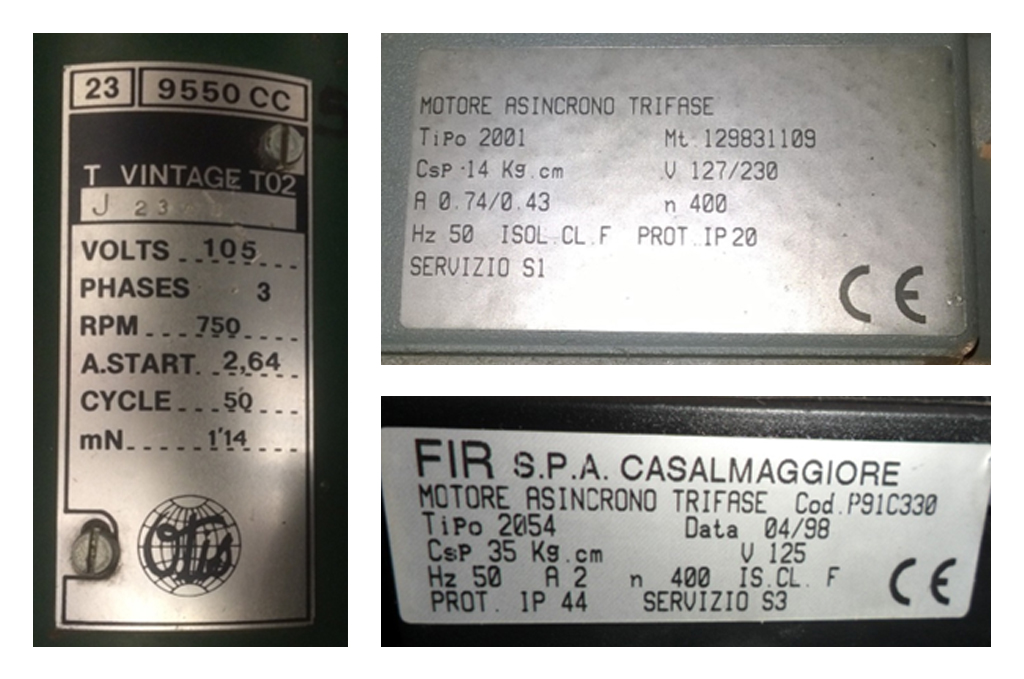 23 9550 CC
T VINTAGE T02
J 23
VOLTS 105
PHASES 3
RPM 750
A.START. 2,64
CYCLE 50
mN 1'14
Otis
MOTORE ASINCRONO TRIFASE
TiPo 2001 Mt. 129831109
CsP 14 Kg.cm V 127/230
A 0.74/0.43 n 400
Hz 50 ISOL.CL.F PROT.IP20
SERVIZIO S1
CE
FIR S.P.A. CASALMAGGIORE
MOTORE ASINCRONO TRIFASE Cod.P91C330
TiPo 2054 Data 04/98
CsP 35 Kg.cm V 125
Hz 50 A 2 n 400 IS.CL. F
PROT. IP 44 SERVIZIO S3
CE